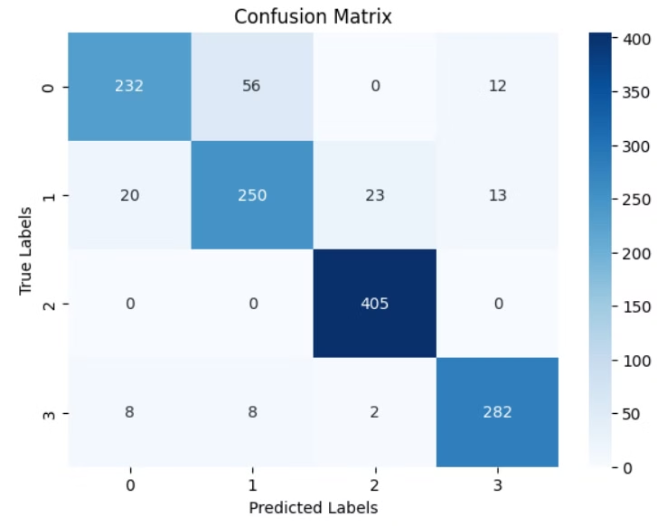 Confusion Matrix
0 232 56 0 12
1 20 250 23 13
2 0 0 405 0
3 8 8 2 282
0 1 2 3
Predicted Labels
True Labels
400
350
300
250
200
150
100
50
0